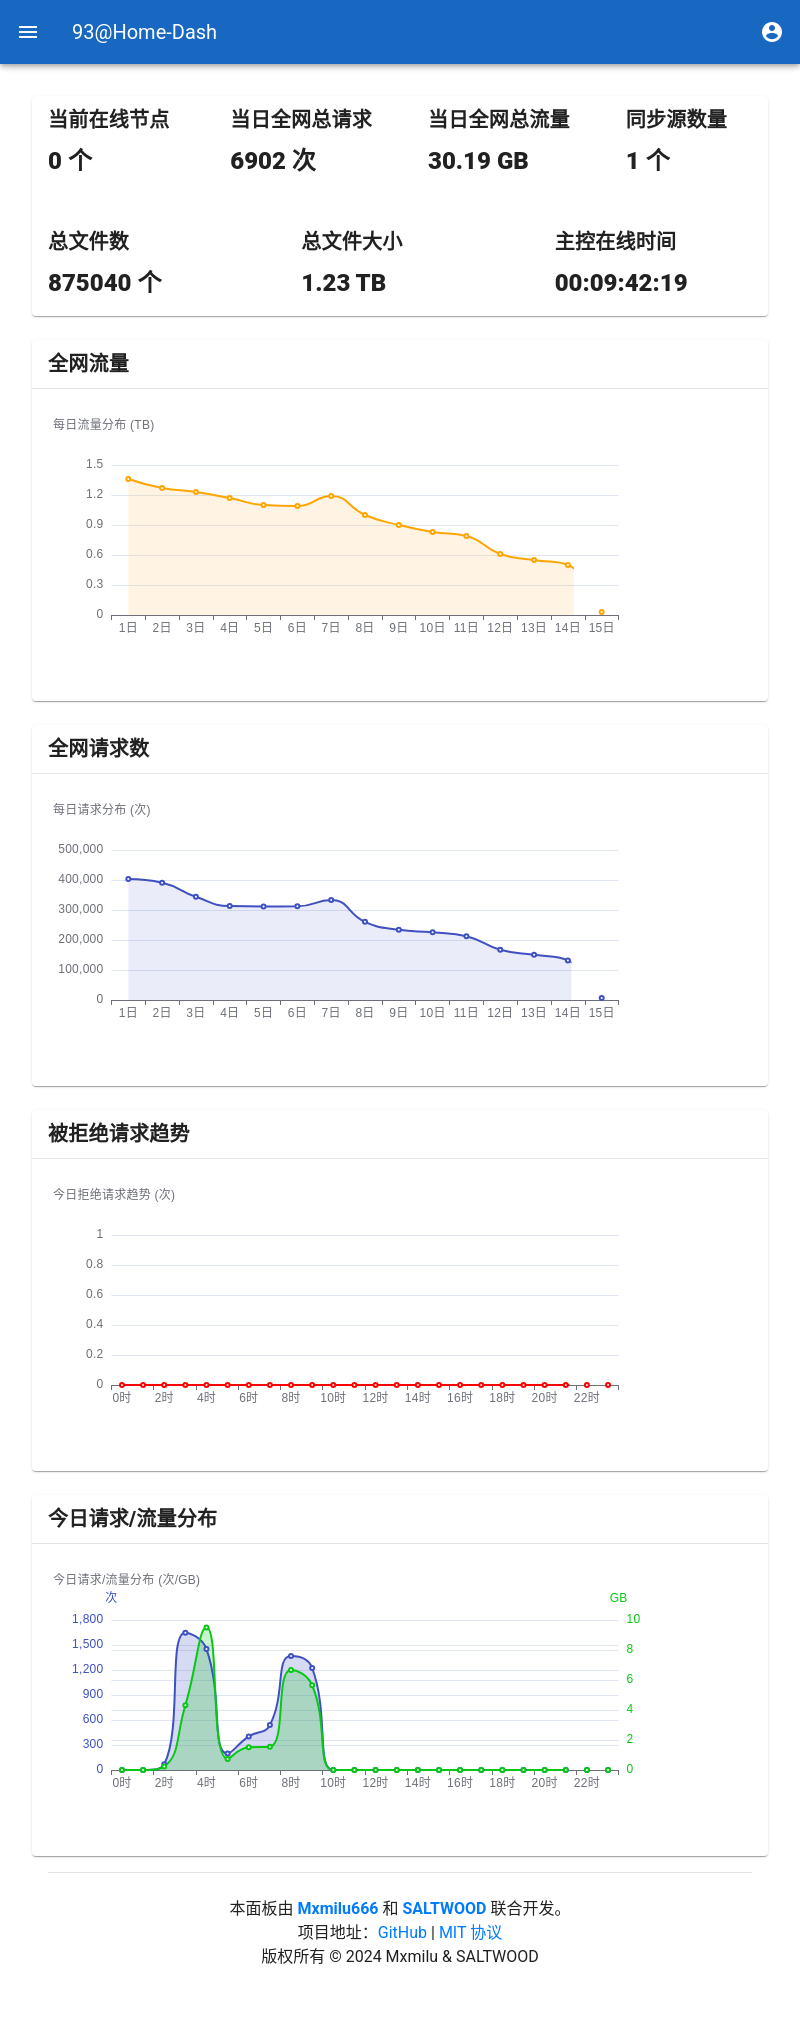 93@Home-Dash
当前在线节点 当日全网总请求 当日全网总流量 同步源数量
0 个 6902 次 30.19 GB 1 个
总文件数 总文件大小 主控在线时间
875040 个 1.23 TB 00:09:42:19
全网流量
每日流量分布 (TB)
1.5
1.2
0.9
0.6
0.3
0
1日 2日 3日 4日 5日 6日 7日 8日 9日 10日 11日 12日 13日 14日 15日
全网请求数
每日请求分布 (次)
500,000
400,000
300,000
200,000
100,000
0
1日 2日 3日 4日 5日 6日 7日 8日 9日 10日 11日 12日 13日 14日 15日
被拒绝请求趋势
今日拒绝请求趋势 (次)
1
0.8
0.6
0.4
0.2
0
0时 2时 4时 6时 8时 10时 12时 14时 16时 18时 20时 22时
今日请求/流量分布
今日请求/流量分布 (次/GB)
次 GB
1,800 10
1,500 8
1,200 6
900 4
600 2
300 0
0
0时 2时 4时 6时 8时 10时 12时 14时 16时 18时 20时 22时
本面板由 Mxmilu666 和 SALTWOOD 联合开发。
项目地址：GitHub | MIT 协议
版权所有 © 2024 Mxmilu & SALTWOOD